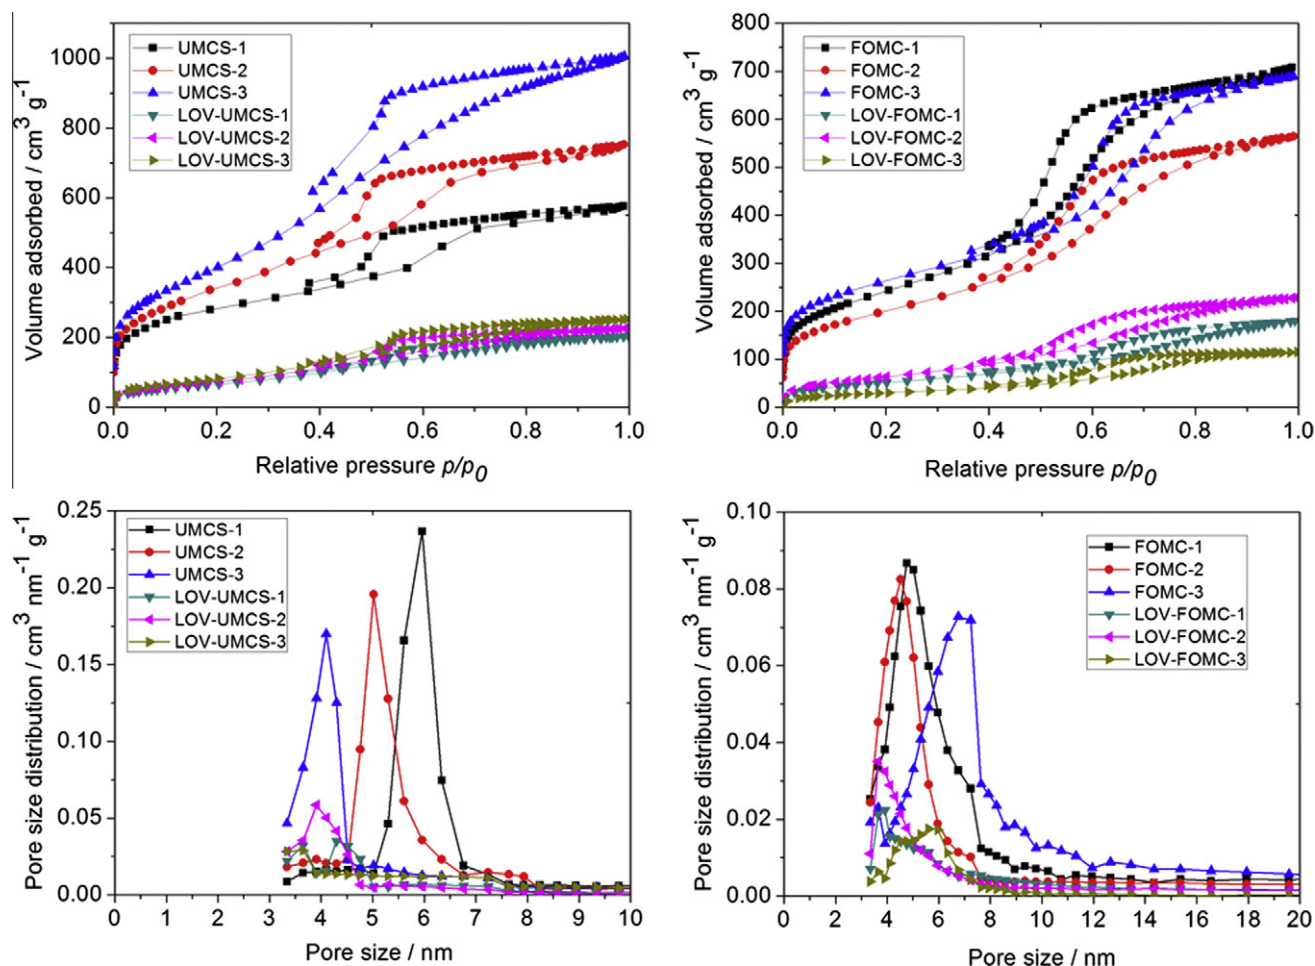 Volume adsorbed / cm³ g⁻¹
1000
800
600
400
200
0
UMCS-1
UMCS-2
UMCS-3
LOV-UMCS-1
LOV-UMCS-2
LOV-UMCS-3
0.0 0.2 0.4 0.6 0.8 1.0
Relative pressure p/p₀
Volume adsorbed / cm³ g⁻¹
800
700
600
500
400
300
200
100
0
FOMC-1
FOMC-2
FOMC-3
LOV-FOMC-1
LOV-FOMC-2
LOV-FOMC-3
0.0 0.2 0.4 0.6 0.8 1.0
Relative pressure p/p₀
Pore size distribution / cm³ nm⁻¹ g⁻¹
0.25
0.20
0.15
0.10
0.05
0.00
UMCS-1
UMCS-2
UMCS-3
LOV-UMCS-1
LOV-UMCS-2
LOV-UMCS-3
0 1 2 3 4 5 6 7 8 9 10
Pore size / nm
Pore size distribution / cm³ nm⁻¹ g⁻¹
0.10
0.08
0.06
0.04
0.02
0.00
FOMC-1
FOMC-2
FOMC-3
LOV-FOMC-1
LOV-FOMC-2
LOV-FOMC-3
0 2 4 6 8 10 12 14 16 18 20
Pore size / nm